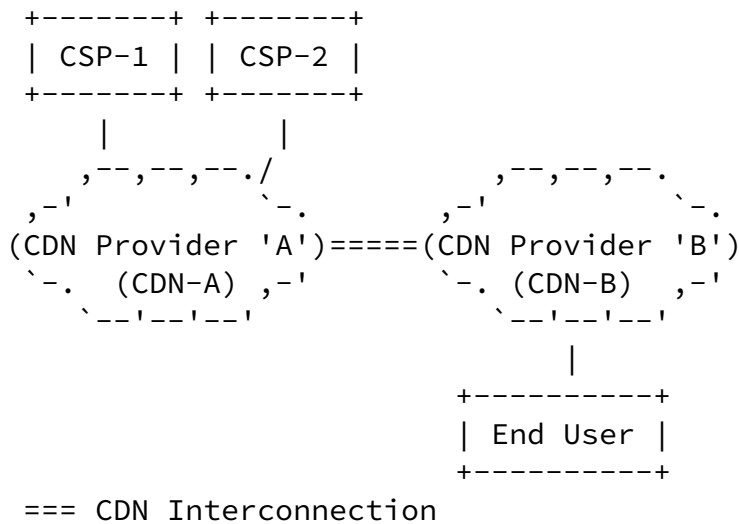 +-------+ +-------+
| CSP-1 | | CSP-2 |
+-------+ +-------+
     |         |
    ,--,--,--./            ,--,--,--.
 ,-'          `-.       ,-'          `-.
(CDN Provider 'A')=====(CDN Provider 'B')
 `-.  (CDN-A) ,-'       `-. (CDN-B)  ,-'
    `--'--'--'             `--'--'--'
                               |
                         +----------+
                         | End User |
                         +----------+
=== CDN Interconnection